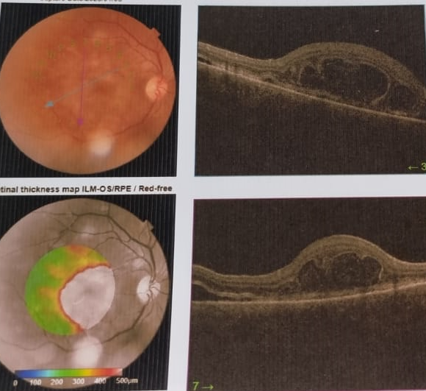 ← 3
tinal thickness map ILM-OS/RPE / Red-free
0 100 200 300 400 500µm
7 →